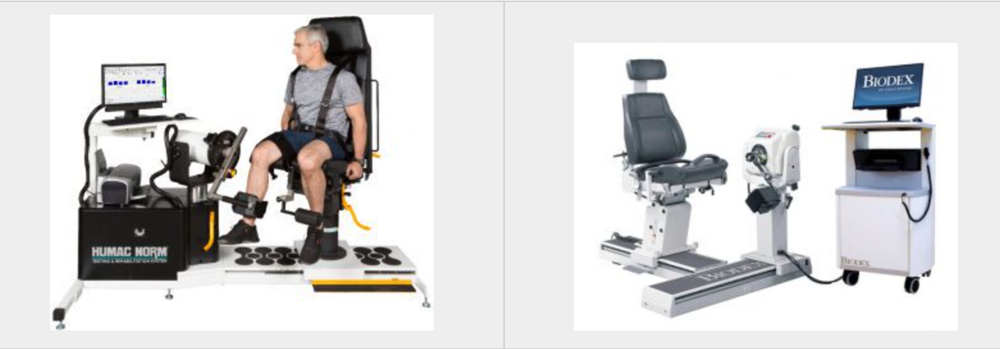 HUMAC NORM
TESTING & REHABILITATION SYSTEM
BIODEX
BIODEX
BIODEX